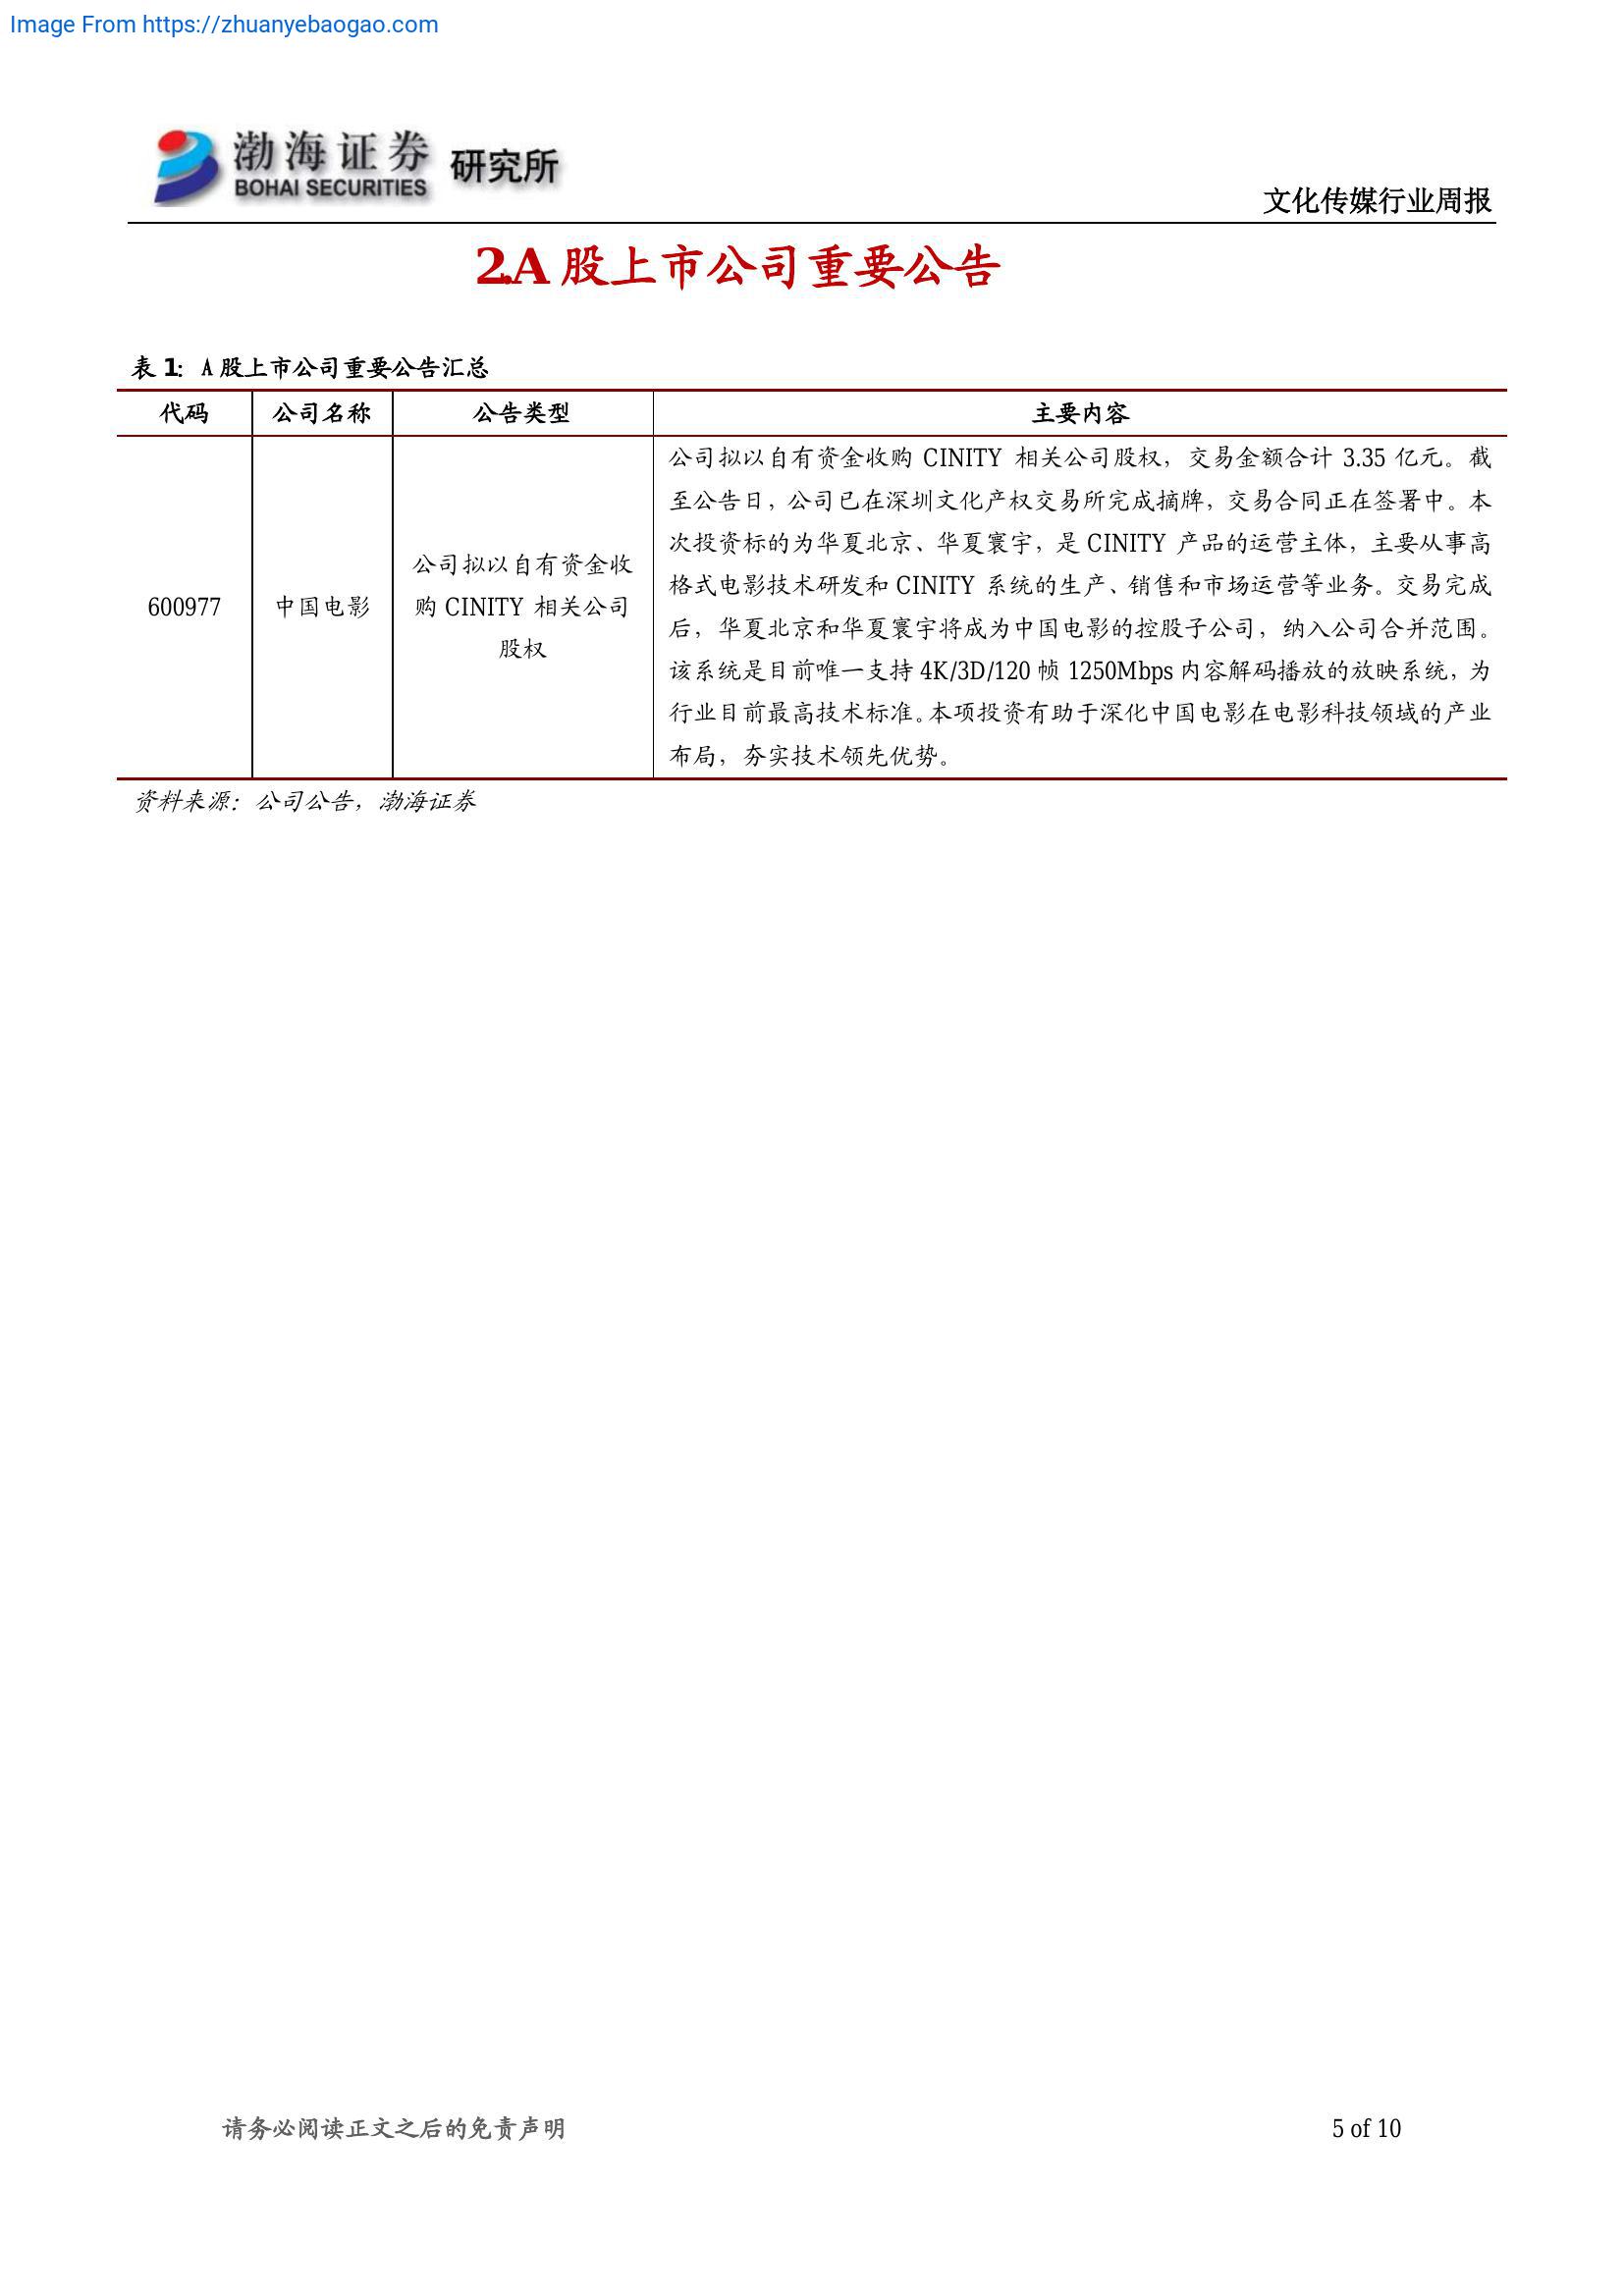 Image From https://zhuanyebaogao.com
渤海证券 研究所
BOHAI SECURITIES
文化传媒行业周报
2.A 股上市公司重要公告
表 1: A 股上市公司重要公告汇总
代码 公司名称 公告类型 主要内容
600977 中国电影
公司拟以自有资金收
购 CINITY 相关公司
股权
公司拟以自有资金收购 CINITY 相关公司股权，交易金额合计 3.35 亿元。截
至公告日，公司已在深圳文化产权交易所完成摘牌，交易合同正在签署中。本
次投资标的为华夏北京、华夏寰宇，是 CINITY 产品的运营主体，主要从事高
格式电影技术研发和 CINITY 系统的生产、销售和市场运营等业务。交易完成
后，华夏北京和华夏寰宇将成为中国电影的控股子公司，纳入公司合并范围。
该系统是目前唯一支持 4K/3D/120 帧 1250Mbps 内容解码播放的放映系统，为
行业目前最高技术标准。本项投资有助于深化中国电影在电影科技领域的产业
布局，夯实技术领先优势。
资料来源：公司公告，渤海证券
请务必阅读正文之后的免责声明
5 of 10